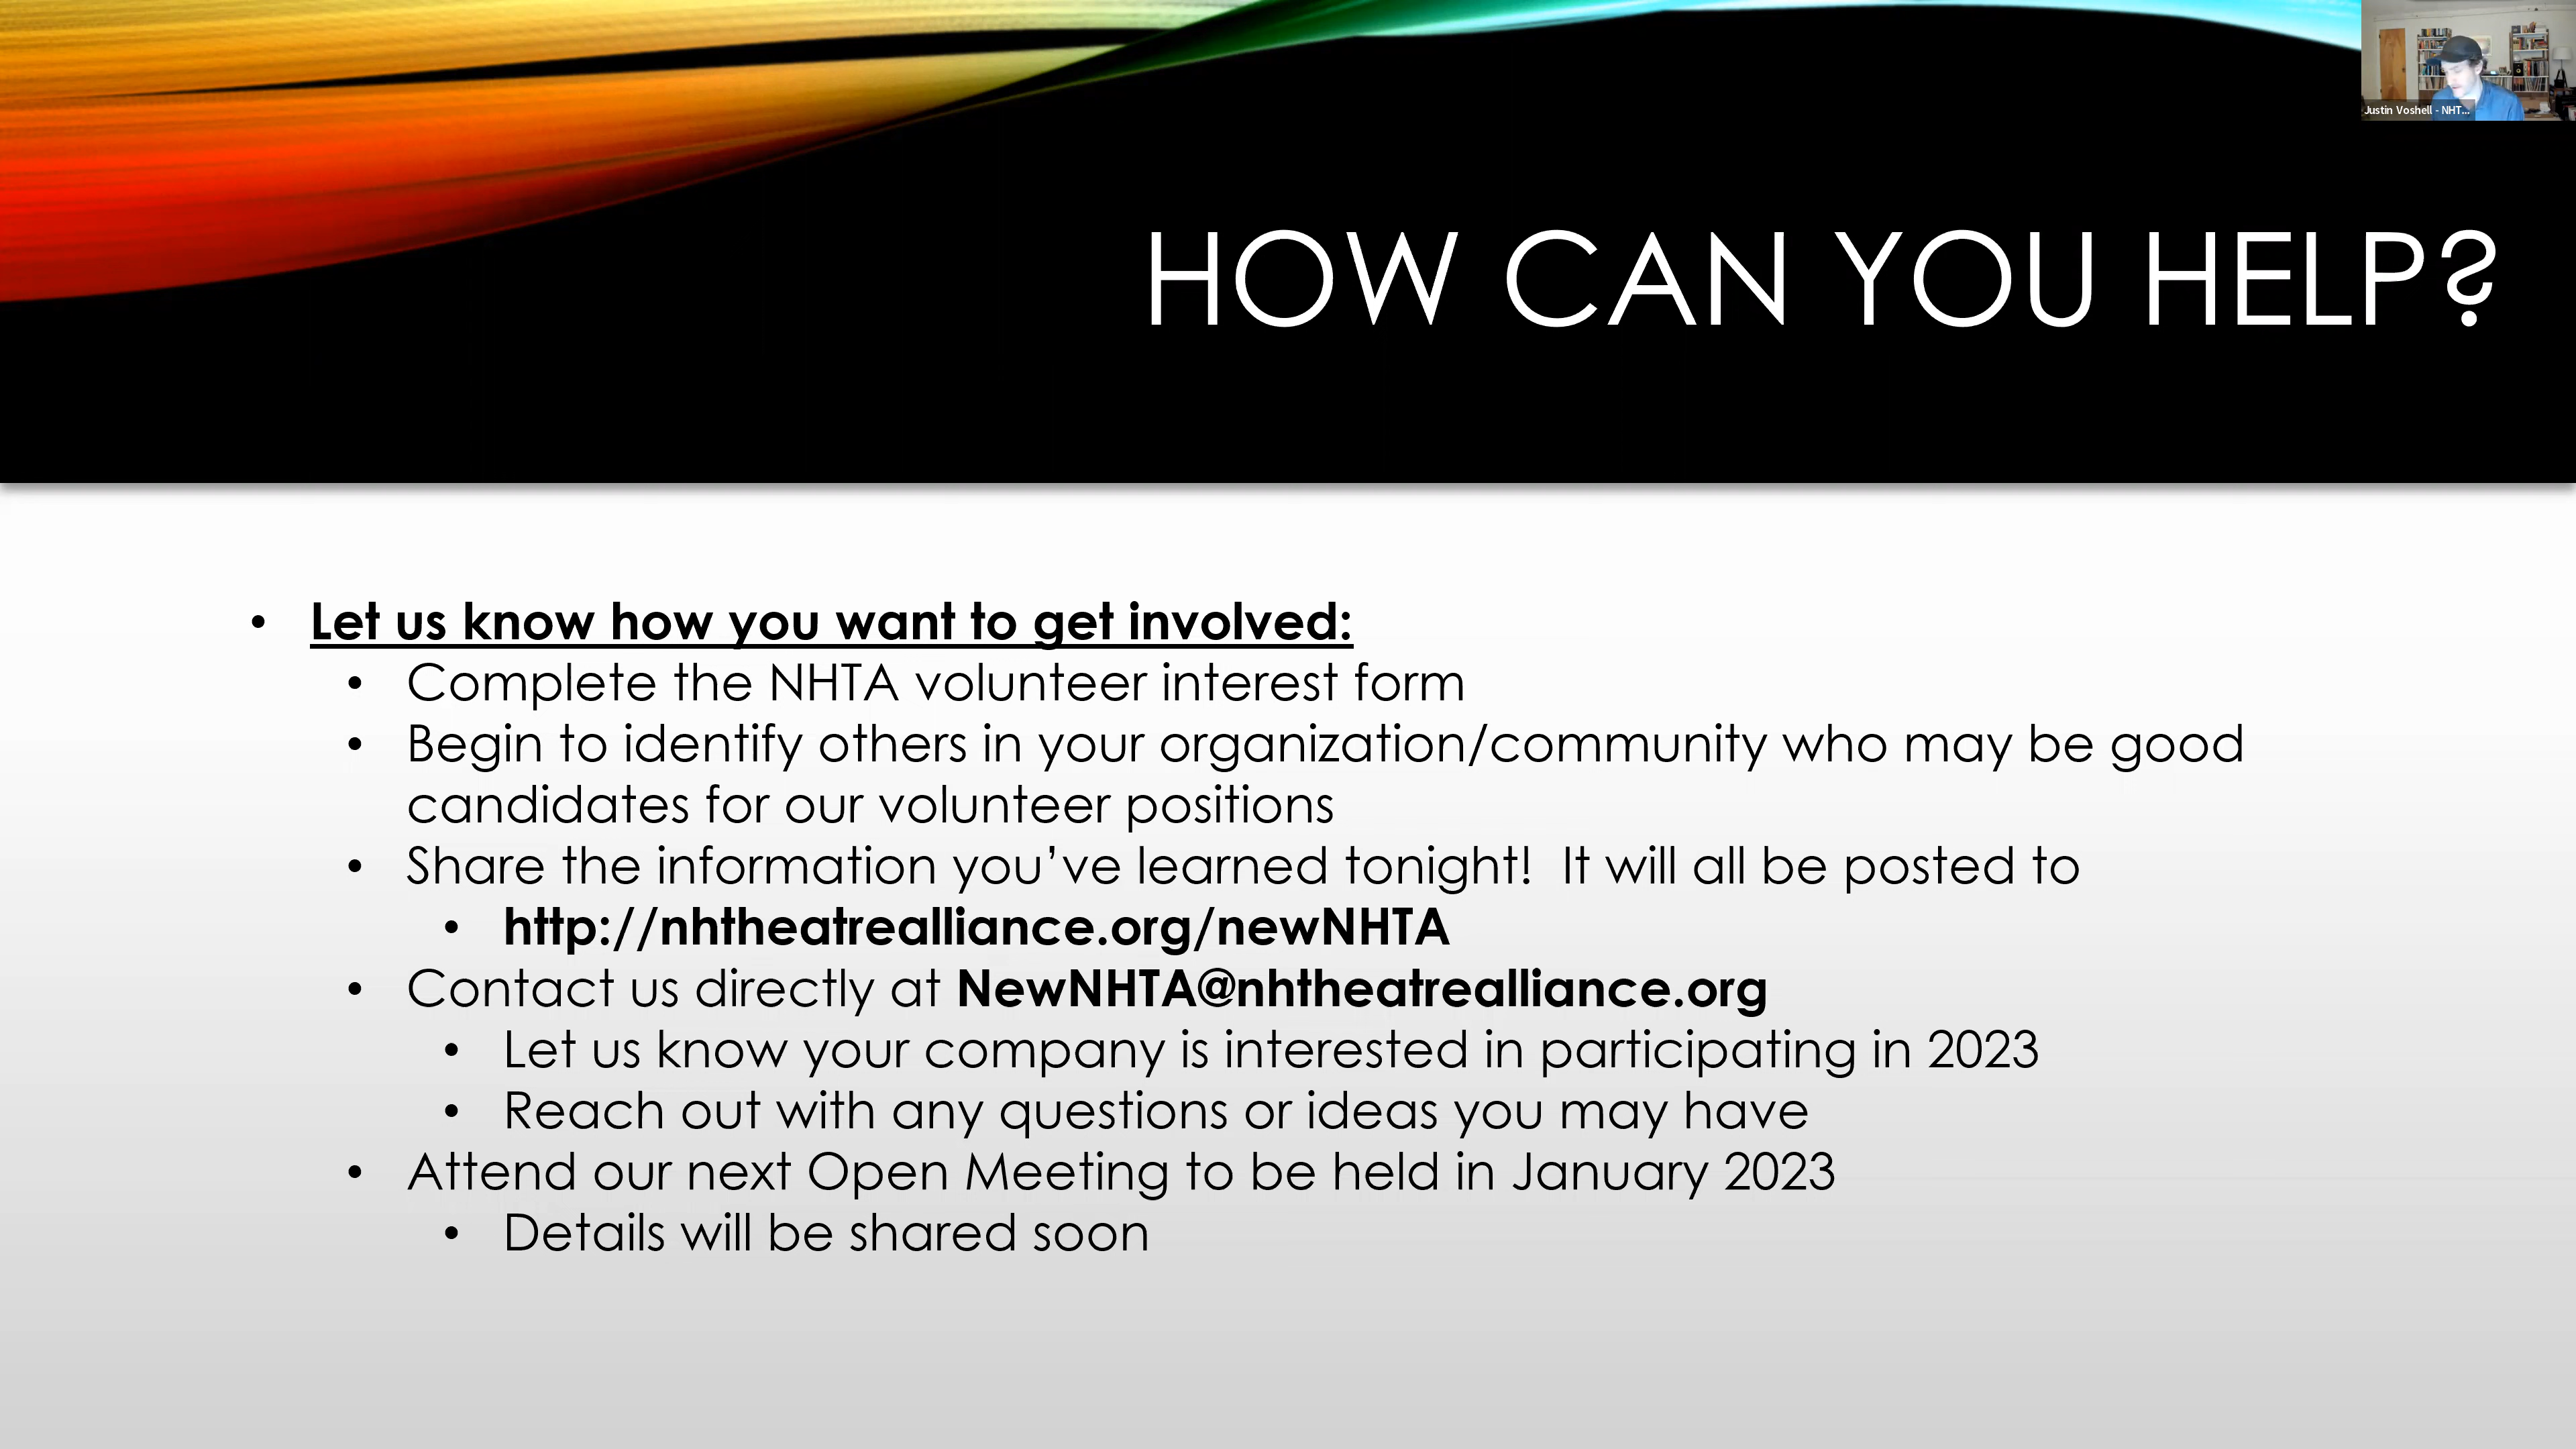 Justin Voshell - NHT...
HOW CAN YOU HELP?
• Let us know how you want to get involved:
• Complete the NHTA volunteer interest form
• Begin to identify others in your organization/community who may be good
candidates for our volunteer positions
• Share the information you’ve learned tonight!  It will all be posted to
• http://nhtheatrealliance.org/newNHTA
• Contact us directly at NewNHTA@nhtheatrealliance.org
• Let us know your company is interested in participating in 2023
• Reach out with any questions or ideas you may have
• Attend our next Open Meeting to be held in January 2023
• Details will be shared soon